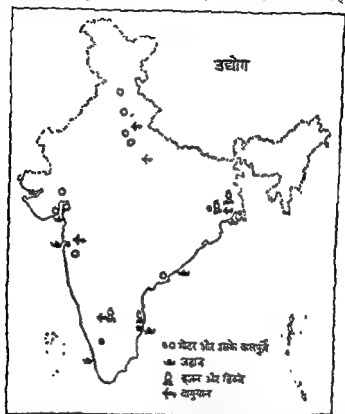 उद्योग
मोटर और इसके कलपुर्जे
जहाज
इंजन और डिब्बे
वायुयान